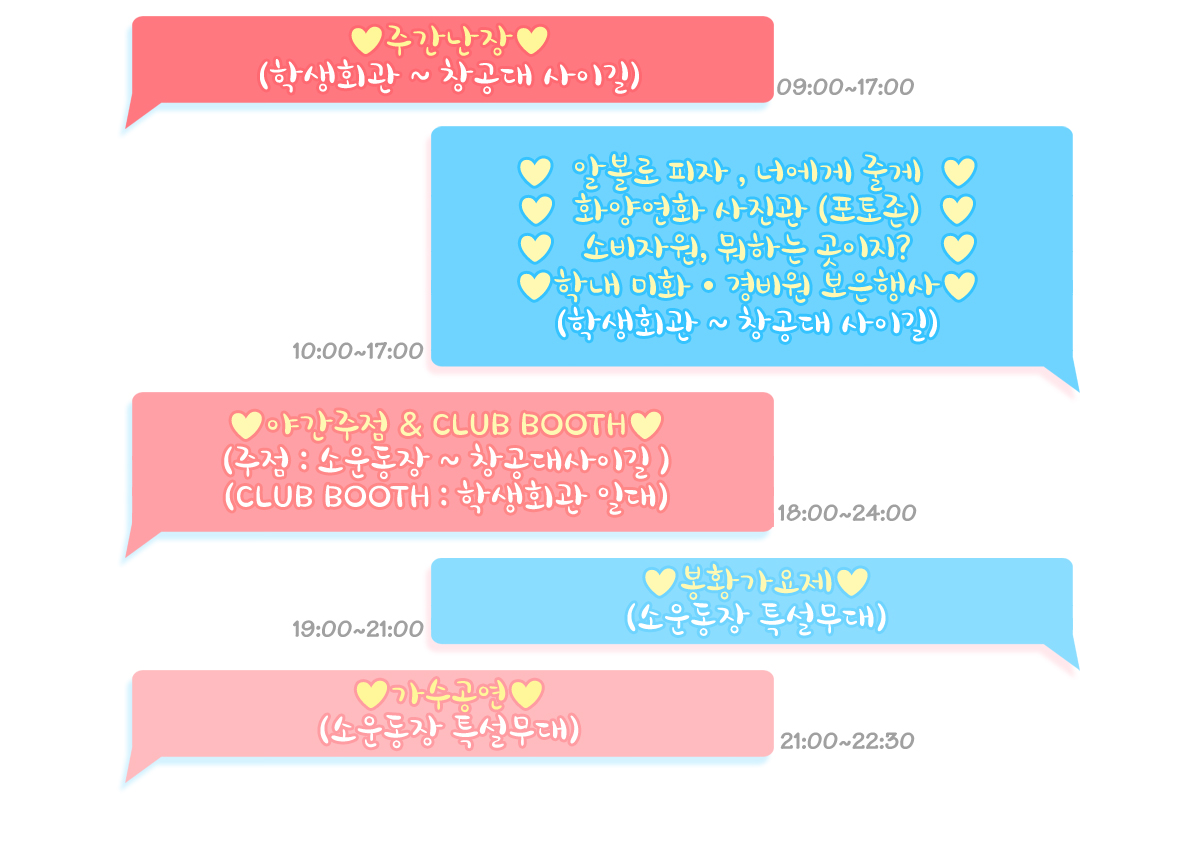 ♥주간난장♥
(학생회관 ~ 창공대 사이길)
09:00~17:00
♥ 알볼로 피자 , 너에게 줄게 ♥
♥ 화양연화 사진관 (포토존) ♥
♥ 소비자원, 뭐하는 곳이지? ♥
♥학내 미화 • 경비원 보은행사♥
(학생회관 ~ 창공대 사이길)
10:00~17:00
♥야간주점 & CLUB BOOTH♥
(주점 : 소운동장 ~ 창공대사이길 )
(CLUB BOOTH : 학생회관 일대)
18:00~24:00
♥봉황가요제♥
(소운동장 특설무대)
19:00~21:00
♥가수공연♥
(소운동장 특설무대)
21:00~22:30